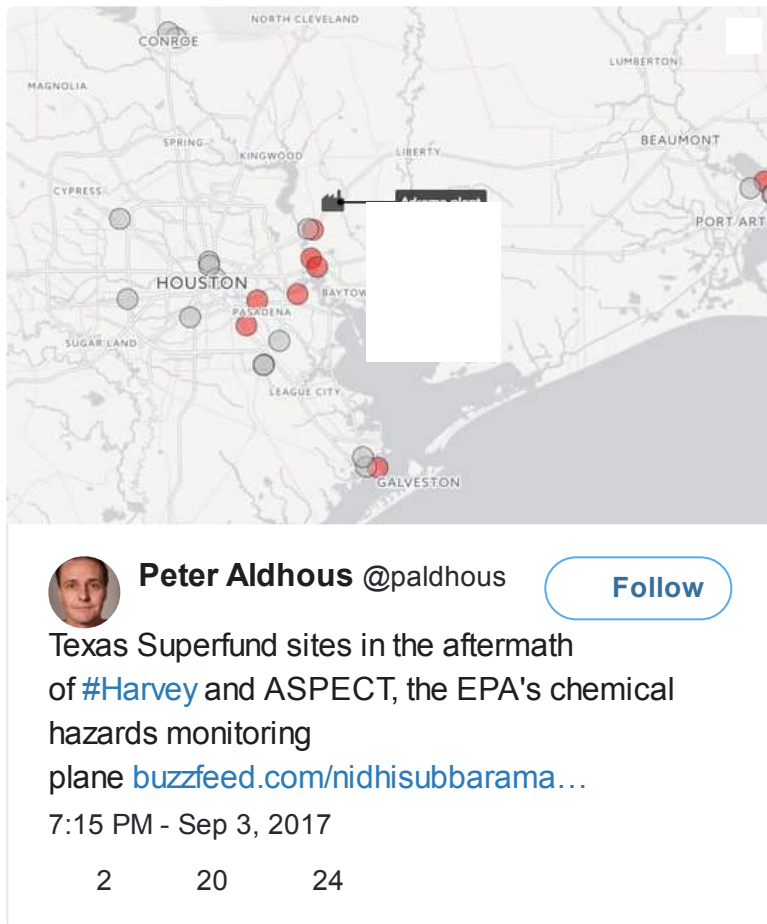 NORTH CLEVELAND
CONROE
LUMBERTON
MAGNOLIA
BEAUMONT
SPRING
KINGWOOD
LIBERTY
CYPRESS
PORT ART
HOUSTON
BAYTOW
PASADENA
SUGAR LAND
LEAGUE CITY
GALVESTON
Peter Aldhous @paldhous
Follow
Texas Superfund sites in the aftermath
of #Harvey and ASPECT, the EPA's chemical
hazards monitoring
plane buzzfeed.com/nidhisubbarama…
7:15 PM - Sep 3, 2017
2 20 24